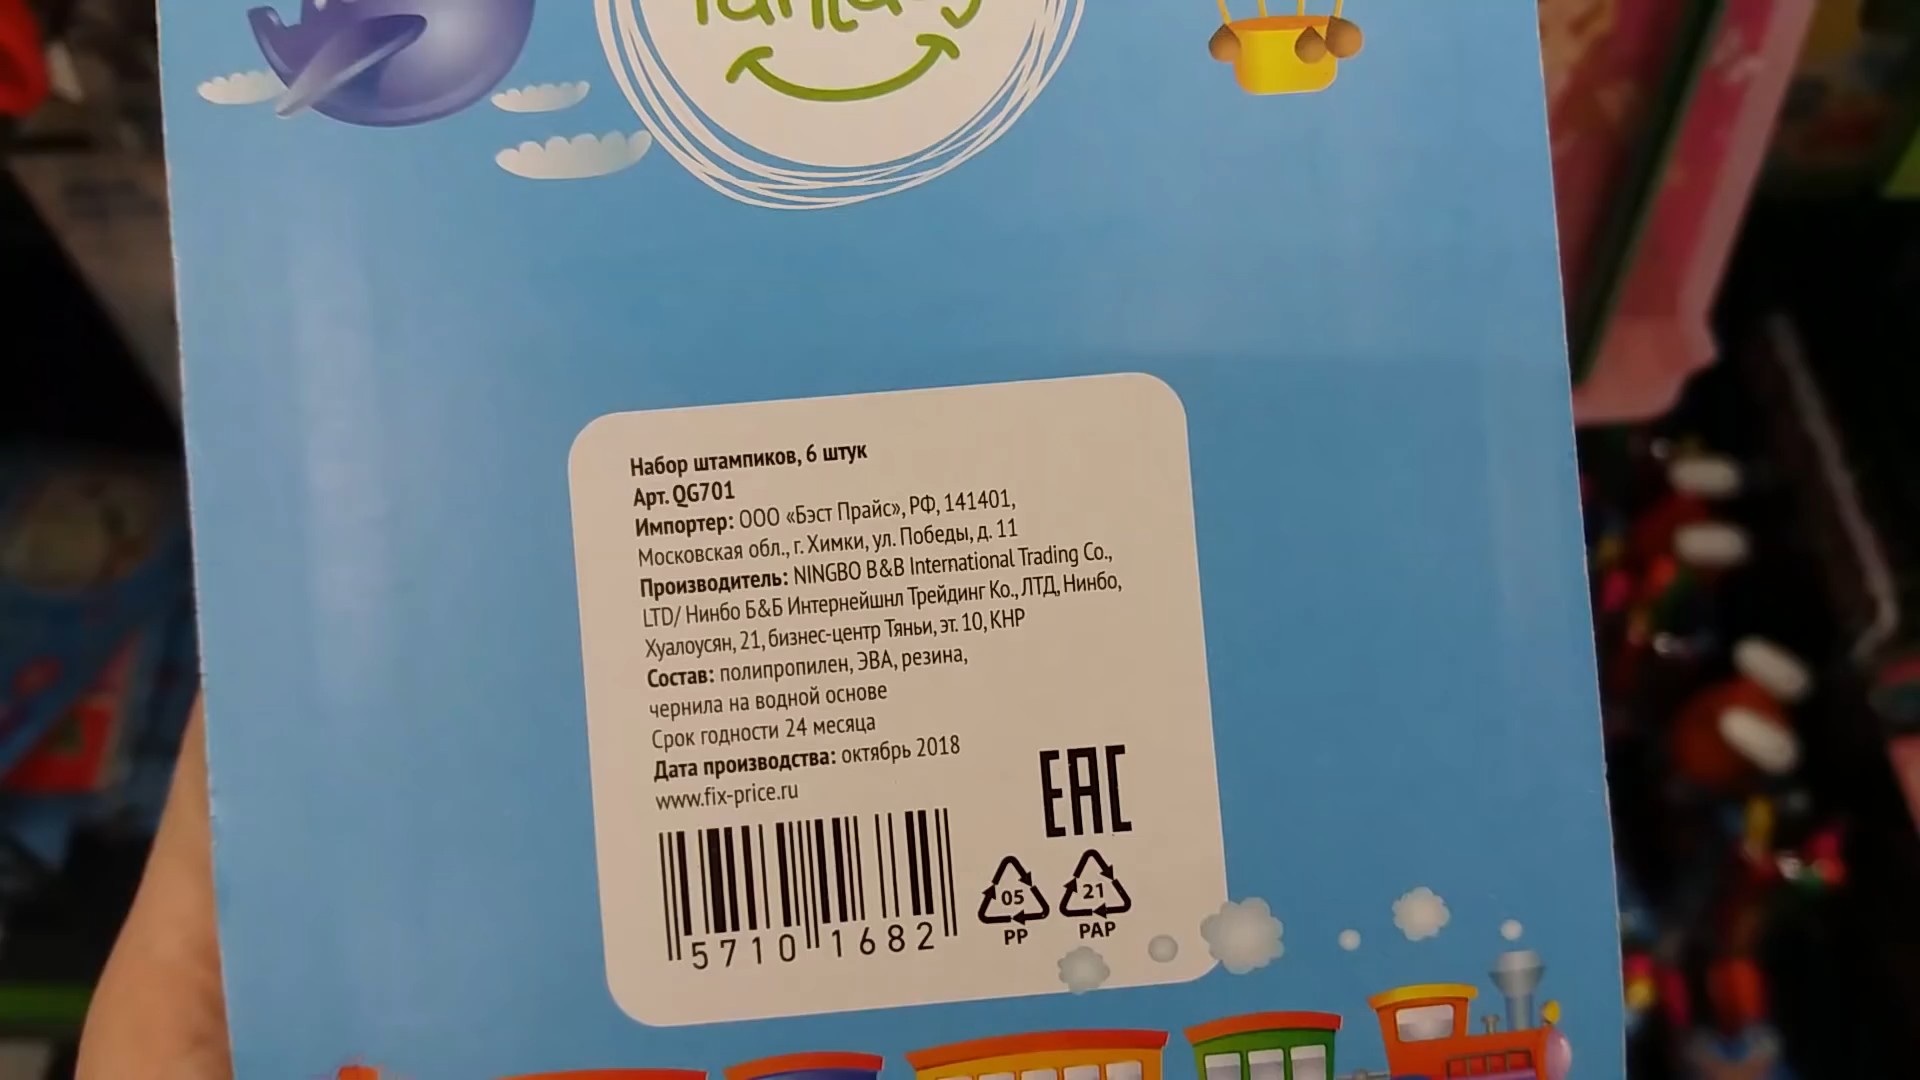 fantasy
Набор штампиков, 6 штук
Арт. QG701
Импортер: ООО «Бэст Прайс», РФ, 141401,
Московская обл., г. Химки, ул. Победы, д. 11
Производитель: NINGBO B&B International Trading Co.,
LTD/ Нинбо Б&Б Интернейшнл Трейдинг Ко., ЛТД, Нинбо,
Хуалоусян, 21, бизнес-центр Тяньи, эт. 10, КНР
Состав: полипропилен, ЭВА, резина,
чернила на водной основе
Срок годности 24 месяца
Дата производства: октябрь 2018
www.fix-price.ru
EAC
05 21
PP PAP
5710 1682